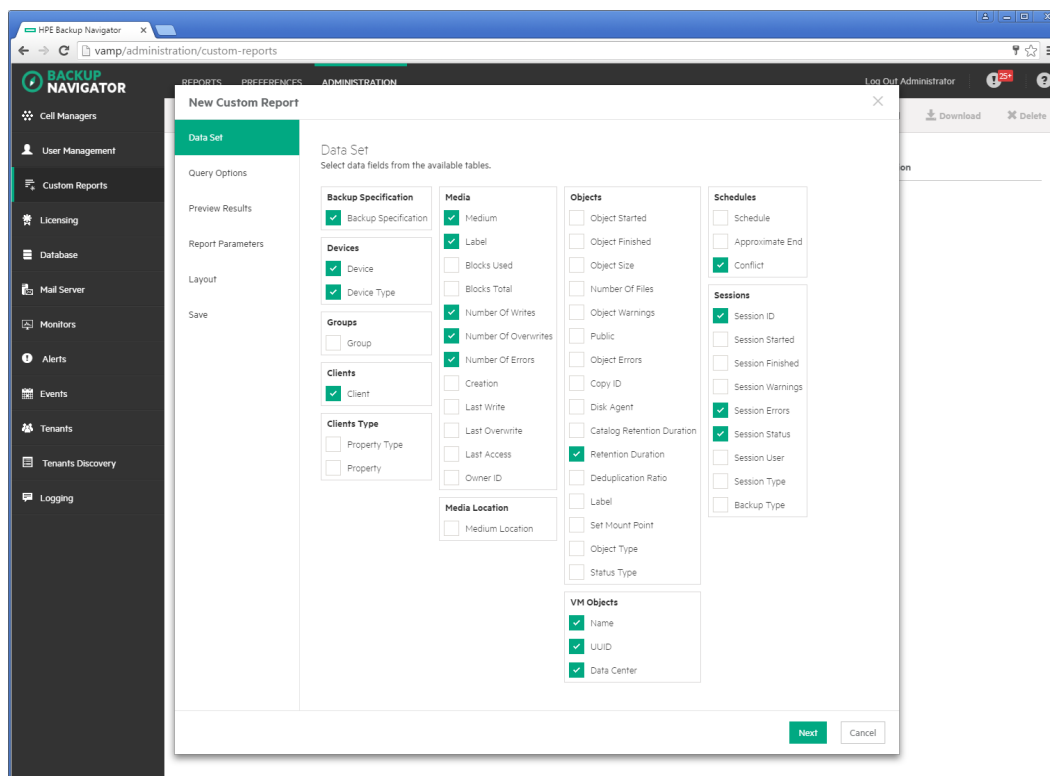 HPE Backup Navigator
vamp/administration/custom-reports
BACKUP
NAVIGATOR
REPORTS PREFERENCES ADMINISTRATION
Log Out Administrator
25+
?
Cell Managers
User Management
Custom Reports
Licensing
Database
Mail Server
Monitors
Alerts
Events
Tenants
Tenants Discovery
Logging
Download
Delete
on
New Custom Report
Data Set
Query Options
Preview Results
Report Parameters
Layout
Save
Data Set
Select data fields from the available tables.
Backup Specification
Backup Specification
Devices
Device
Device Type
Groups
Group
Clients
Client
Clients Type
Property Type
Property
Media
Medium
Label
Blocks Used
Blocks Total
Number Of Writes
Number Of Overwrites
Number Of Errors
Creation
Last Write
Last Overwrite
Last Access
Owner ID
Media Location
Medium Location
Objects
Object Started
Object Finished
Object Size
Number Of Files
Object Warnings
Public
Object Errors
Copy ID
Disk Agent
Catalog Retention Duration
Retention Duration
Deduplication Ratio
Label
Set Mount Point
Object Type
Status Type
VM Objects
Name
UUID
Data Center
Schedules
Schedule
Approximate End
Conflict
Sessions
Session ID
Session Started
Session Finished
Session Warnings
Session Errors
Session Status
Session User
Session Type
Backup Type
Next
Cancel